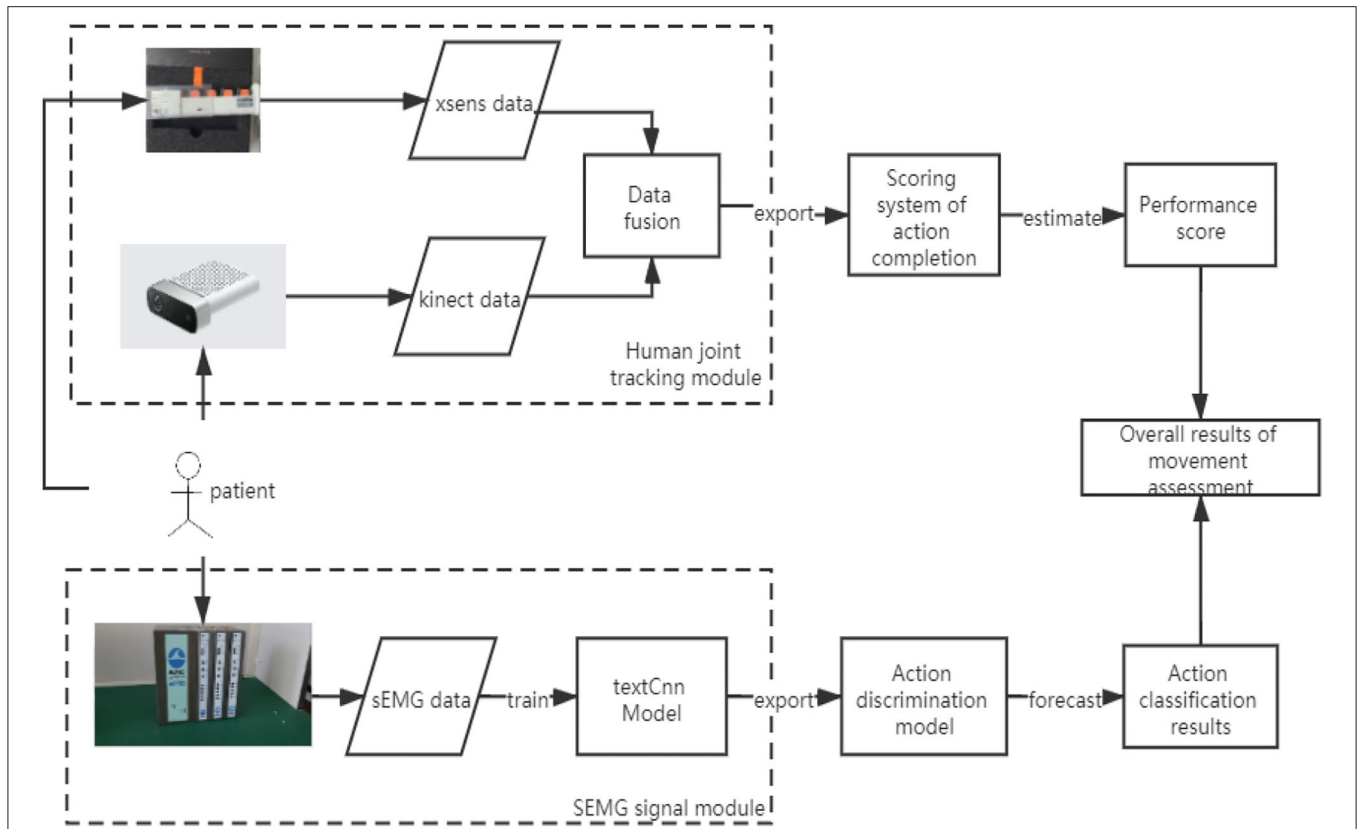 xsens data
Data
fusion
export
Scoring
system of
action
completion
estimate
Performance
score
kinect data
Human joint
tracking module
Overall results of
movement
assessment
patient
sEMG data
train
textCnn
Model
export
Action
discrimination
model
forecast
Action
classification
results
SEMG signal module